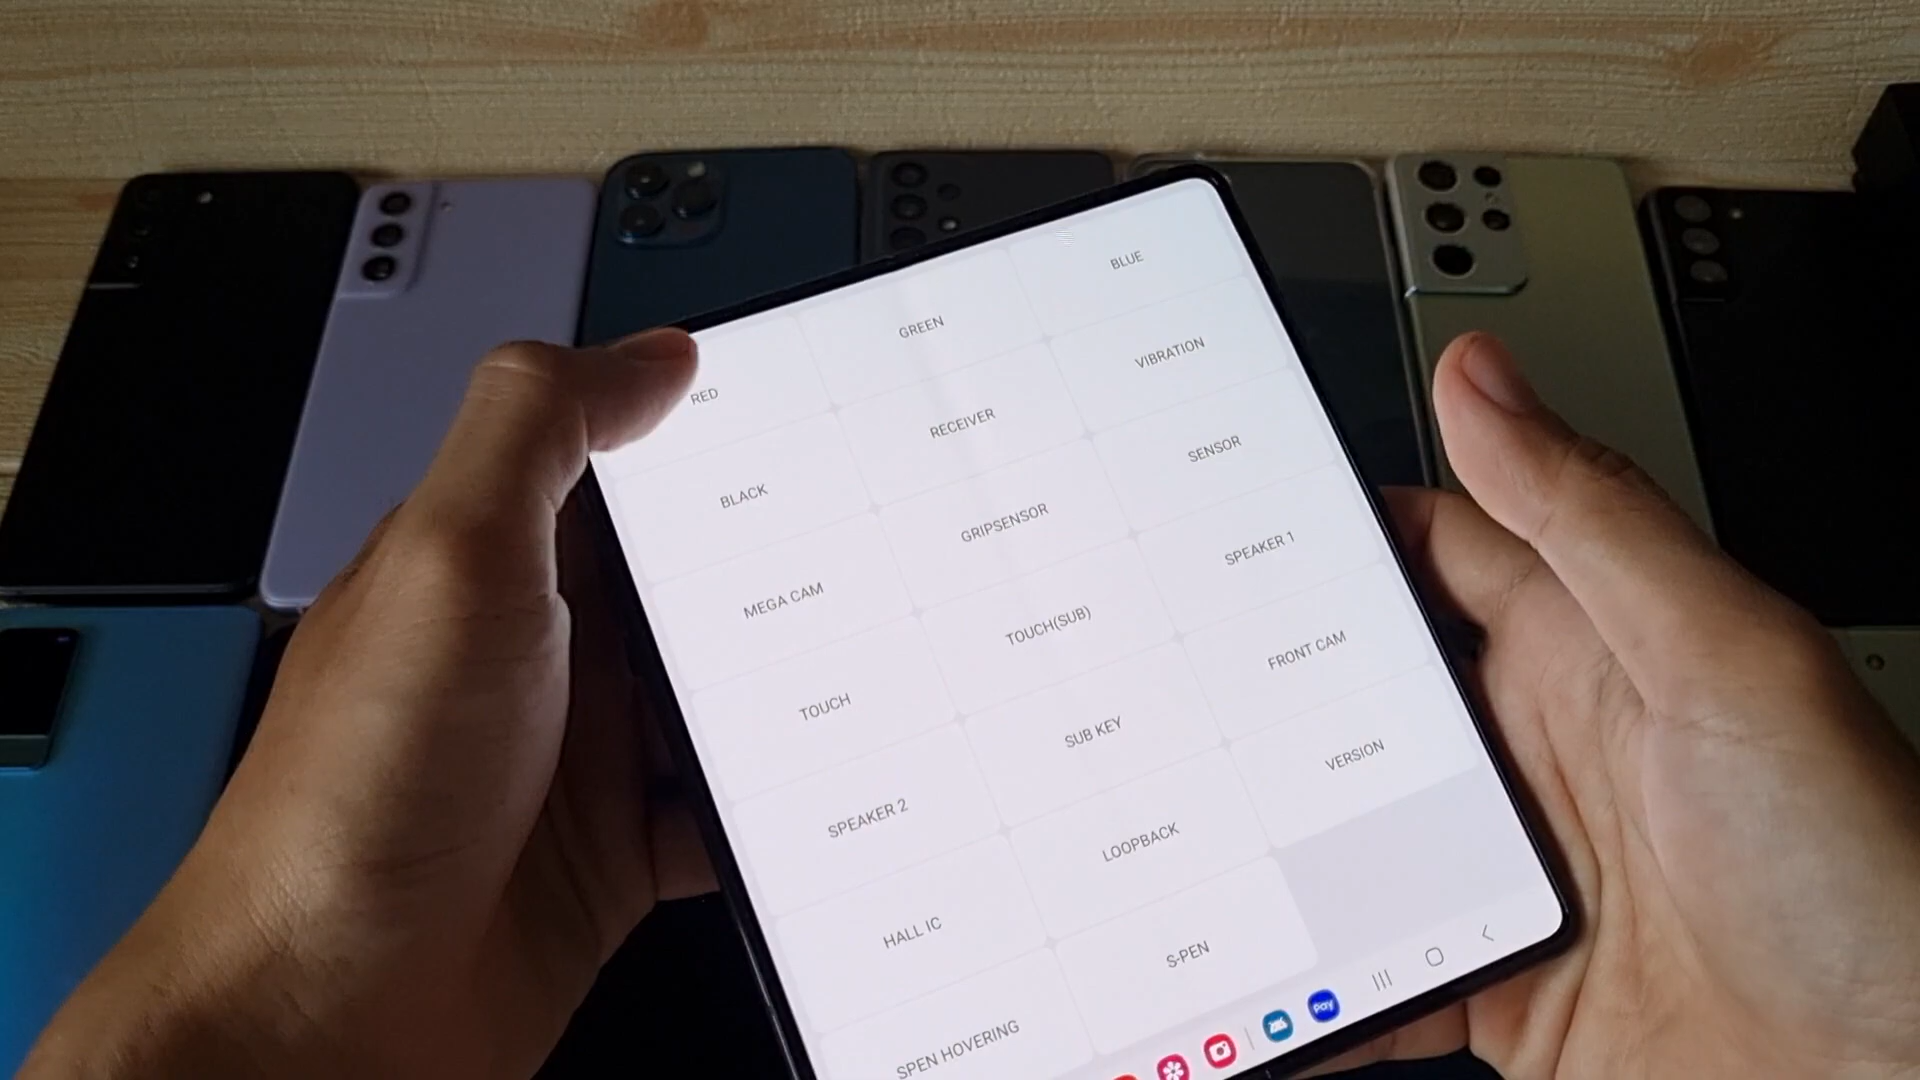 RED
GREEN
BLUE
BLACK
RECEIVER
VIBRATION
MEGA CAM
GRIPSENSOR
SENSOR
TOUCH
TOUCH(SUB)
SPEAKER 1
SPEAKER 2
SUB KEY
FRONT CAM
HALL IC
LOOPBACK
VERSION
SPEN HOVERING
S-PEN
pay